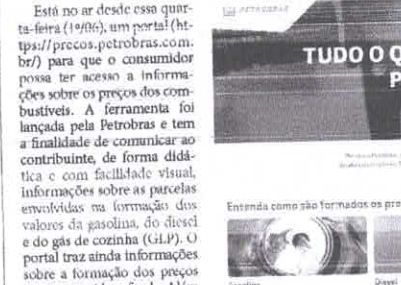 Está no ar desde essa quar-
ta-feira (1º/06), um portal (ht-
tps://precos.petrobras.com.
br/) para que o consumidor
possa ter acesso a informa-
ções sobre os preços dos com-
bustíveis. A ferramenta foi
lançada pela Petrobras e tem
a finalidade de comunicar ao
contribuinte, de forma didá-
tica e com facilidade visual,
informações sobre as parcelas
envolvidas na formação dos
valores da gasolina, do diesel
e do gás de cozinha (GLP). O
portal traz ainda informações
sobre a formação dos preços
PETROBRAS
TUDO O Q
P
Entenda como são formados os pre
Gasolina
Diesel